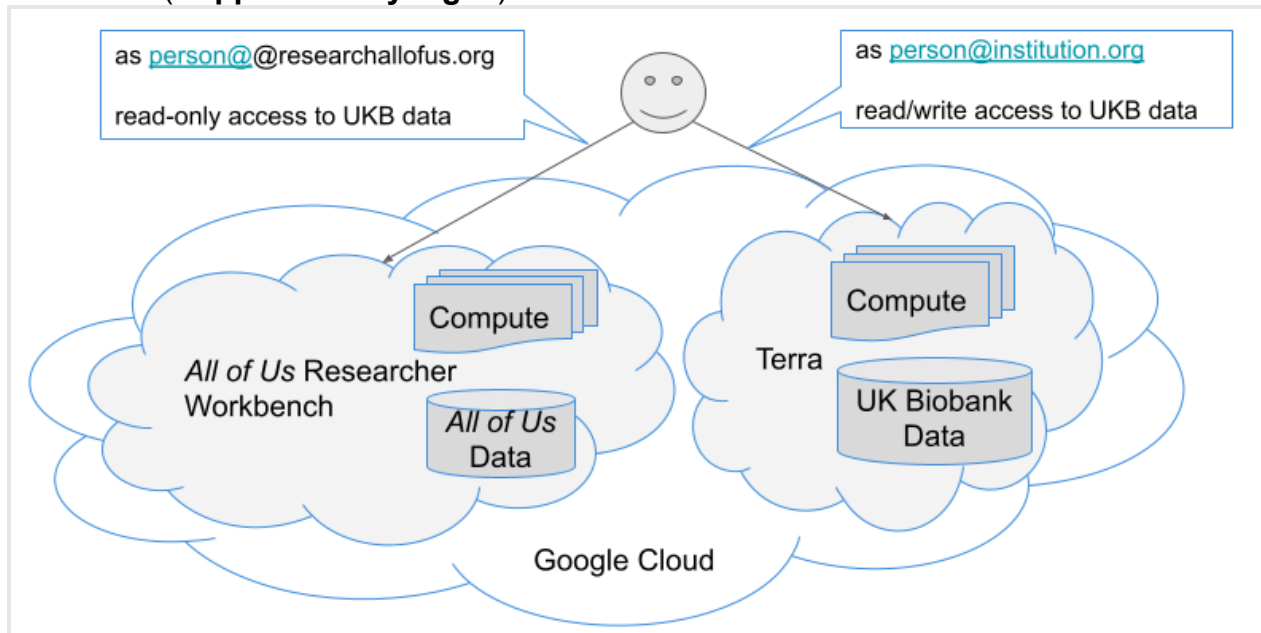 as person@@researchallofus.org
read-only access to UKB data
as person@institution.org
read/write access to UKB data
Compute
All of Us Researcher
Workbench
All of Us
Data
Compute
Terra
UK Biobank
Data
Google Cloud